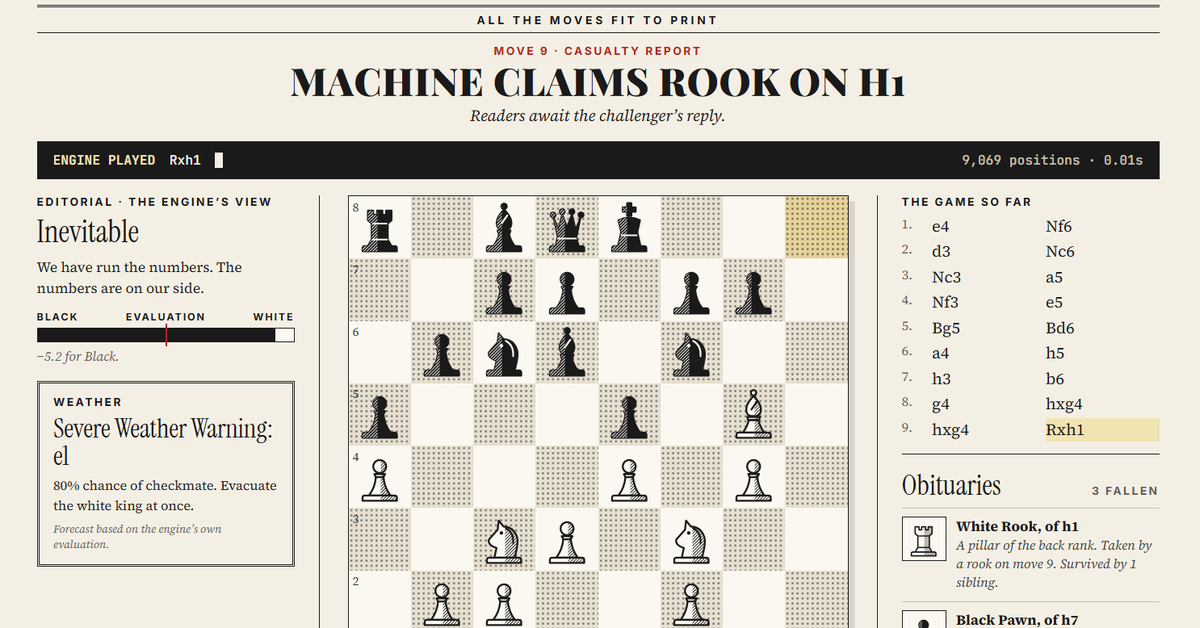 ALL THE MOVES FIT TO PRINT
MOVE 9 · CASUALTY REPORT
MACHINE CLAIMS ROOK ON H1
Readers await the challenger’s reply.
ENGINE PLAYED Rxh1
9,069 positions · 0.01s
EDITORIAL · THE ENGINE’S VIEW
Inevitable
We have run the numbers. The
numbers are on our side.
BLACK EVALUATION WHITE
−5.2 for Black.
WEATHER
Severe Weather Warning:
e1
80% chance of checkmate. Evacuate
the white king at once.
Forecast based on the engine’s own
evaluation.
8
7
6
5
4
3
2
THE GAME SO FAR
1. e4 Nf6
2. d3 Nc6
3. Nc3 a5
4. Nf3 e5
5. Bg5 Bd6
6. a4 h5
7. h3 b6
8. g4 hxg4
9. hxg4 Rxh1
Obituaries
3 FALLEN
White Rook, of h1
A pillar of the back rank. Taken by
a rook on move 9. Survived by 1
sibling.
Black Pawn, of h7